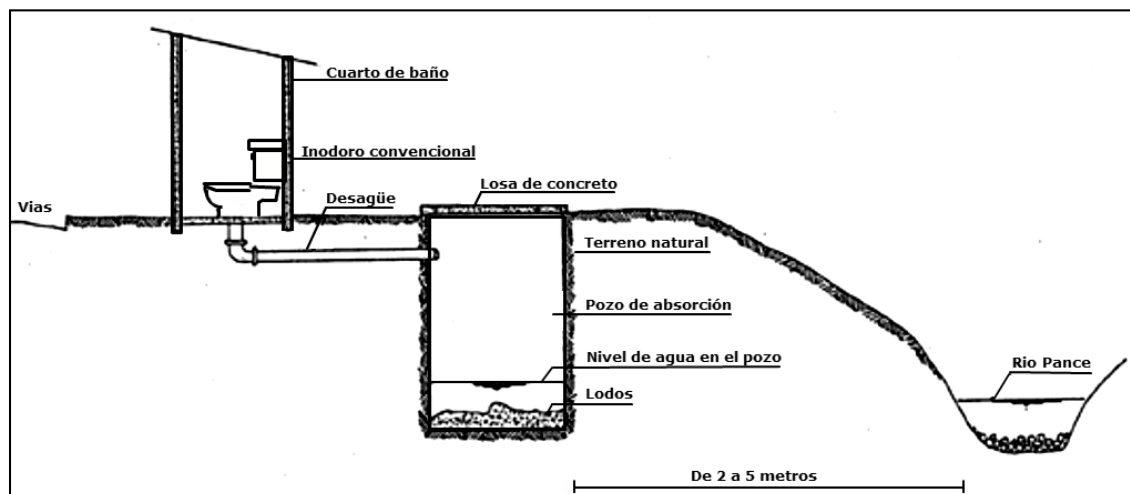 Cuarto de baño
Inodoro convencional
Losa de concreto
Desagüe
Vias
Terreno natural
Pozo de absorción
Nivel de agua en el pozo
Rio Pance
Lodos
De 2 a 5 metros